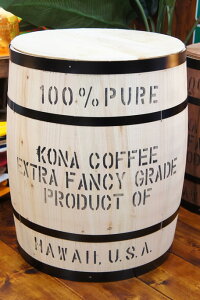 100% PURE
KONA COFFEE
EXTRA FANCY GRADE
PRODUCT OF
HAWAII, U.S.A.